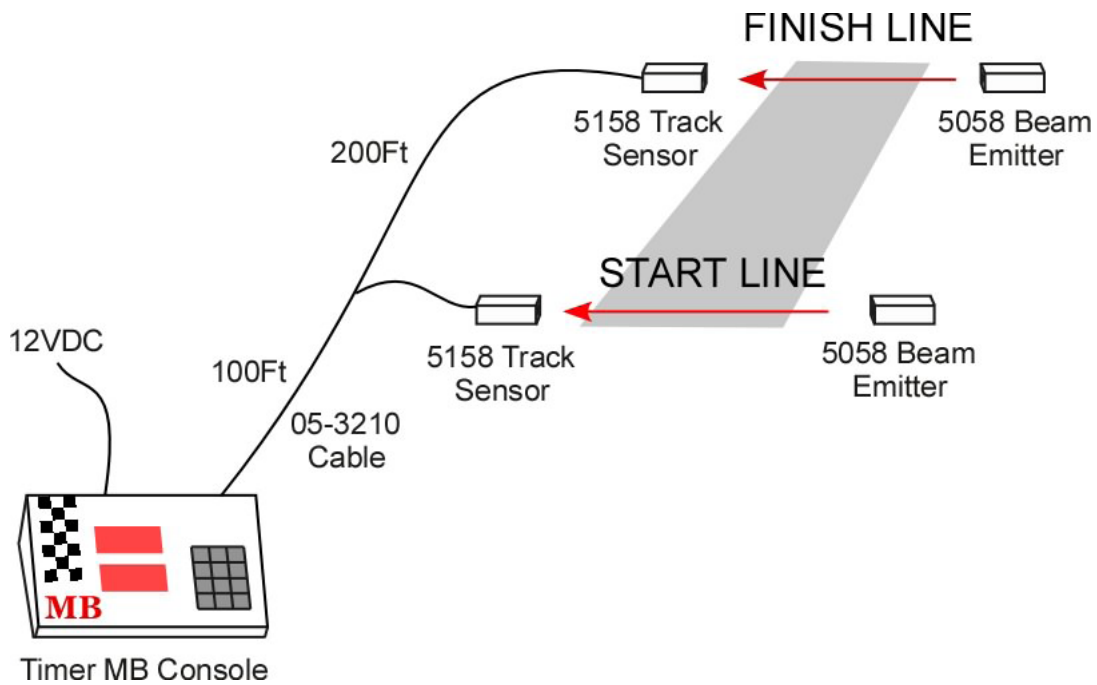 FINISH LINE
5158 Track
Sensor
5058 Beam
Emitter
200Ft
START LINE
12VDC
5158 Track
Sensor
5058 Beam
Emitter
100Ft
05-3210
Cable
MB
Timer MB Console